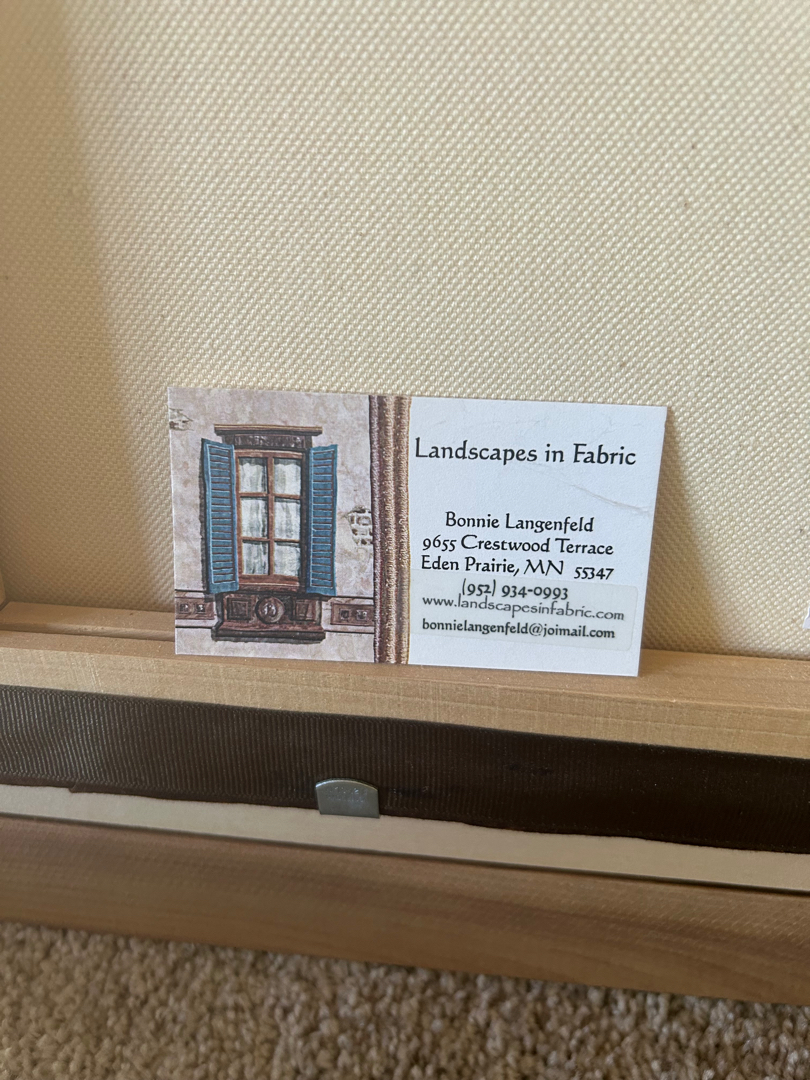 Landscapes in Fabric
Bonnie Langenfeld
9655 Crestwood Terrace
Eden Prairie, MN 55347
(952) 934-0993
www.landscapesinfabric.com
bonnielangenfeld@joimail.com